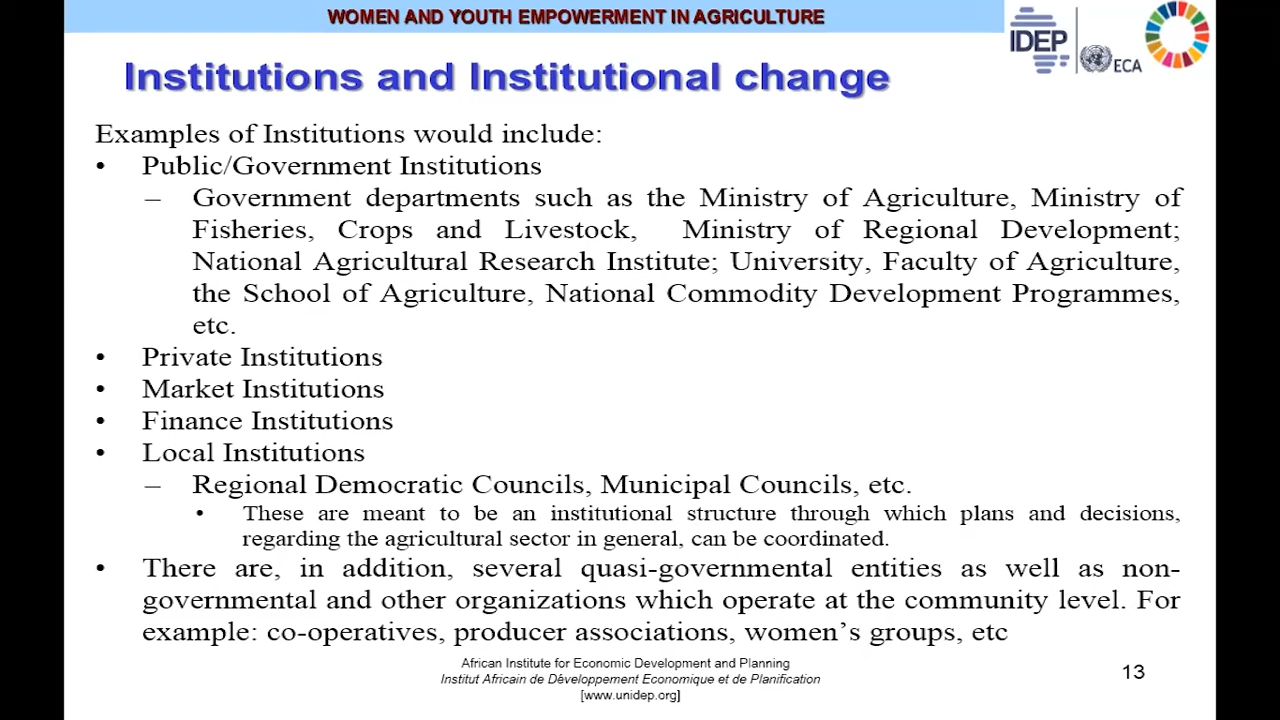 WOMEN AND YOUTH EMPOWERMENT IN AGRICULTURE
IDEP
ECA
Institutions and Institutional change
Examples of Institutions would include:
• Public/Government Institutions
– Government departments such as the Ministry of Agriculture, Ministry of
Fisheries, Crops and Livestock, Ministry of Regional Development;
National Agricultural Research Institute; University, Faculty of Agriculture,
the School of Agriculture, National Commodity Development Programmes,
etc.
• Private Institutions
• Market Institutions
• Finance Institutions
• Local Institutions
– Regional Democratic Councils, Municipal Councils, etc.
• These are meant to be an institutional structure through which plans and decisions,
regarding the agricultural sector in general, can be coordinated.
• There are, in addition, several quasi-governmental entities as well as non-
governmental and other organizations which operate at the community level. For
example: co-operatives, producer associations, women's groups, etc
African Institute for Economic Development and Planning
Institut Africain de Développement Economique et de Planification
[www.unidep.org]
13